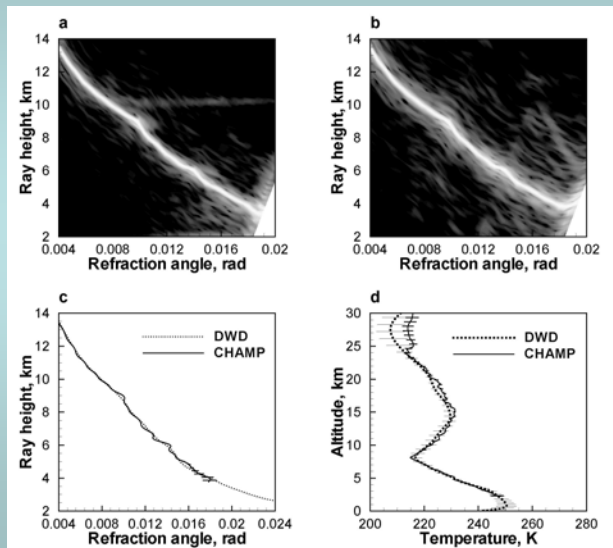 a
14
12
10
8
6
4
2
Ray height, km
0.004 0.008 0.012 0.016 0.02
Refraction angle, rad
b
14
12
10
8
6
4
2
Ray height, km
0.004 0.008 0.012 0.016 0.02
Refraction angle, rad
c
14
12
10
8
6
4
2
Ray height, km
DWD
CHAMP
0.004 0.008 0.012 0.016 0.02 0.024
Refraction angle, rad
d
30
25
20
15
10
5
0
Altitude, km
DWD
CHAMP
200 220 240 260 280
Temperature, K